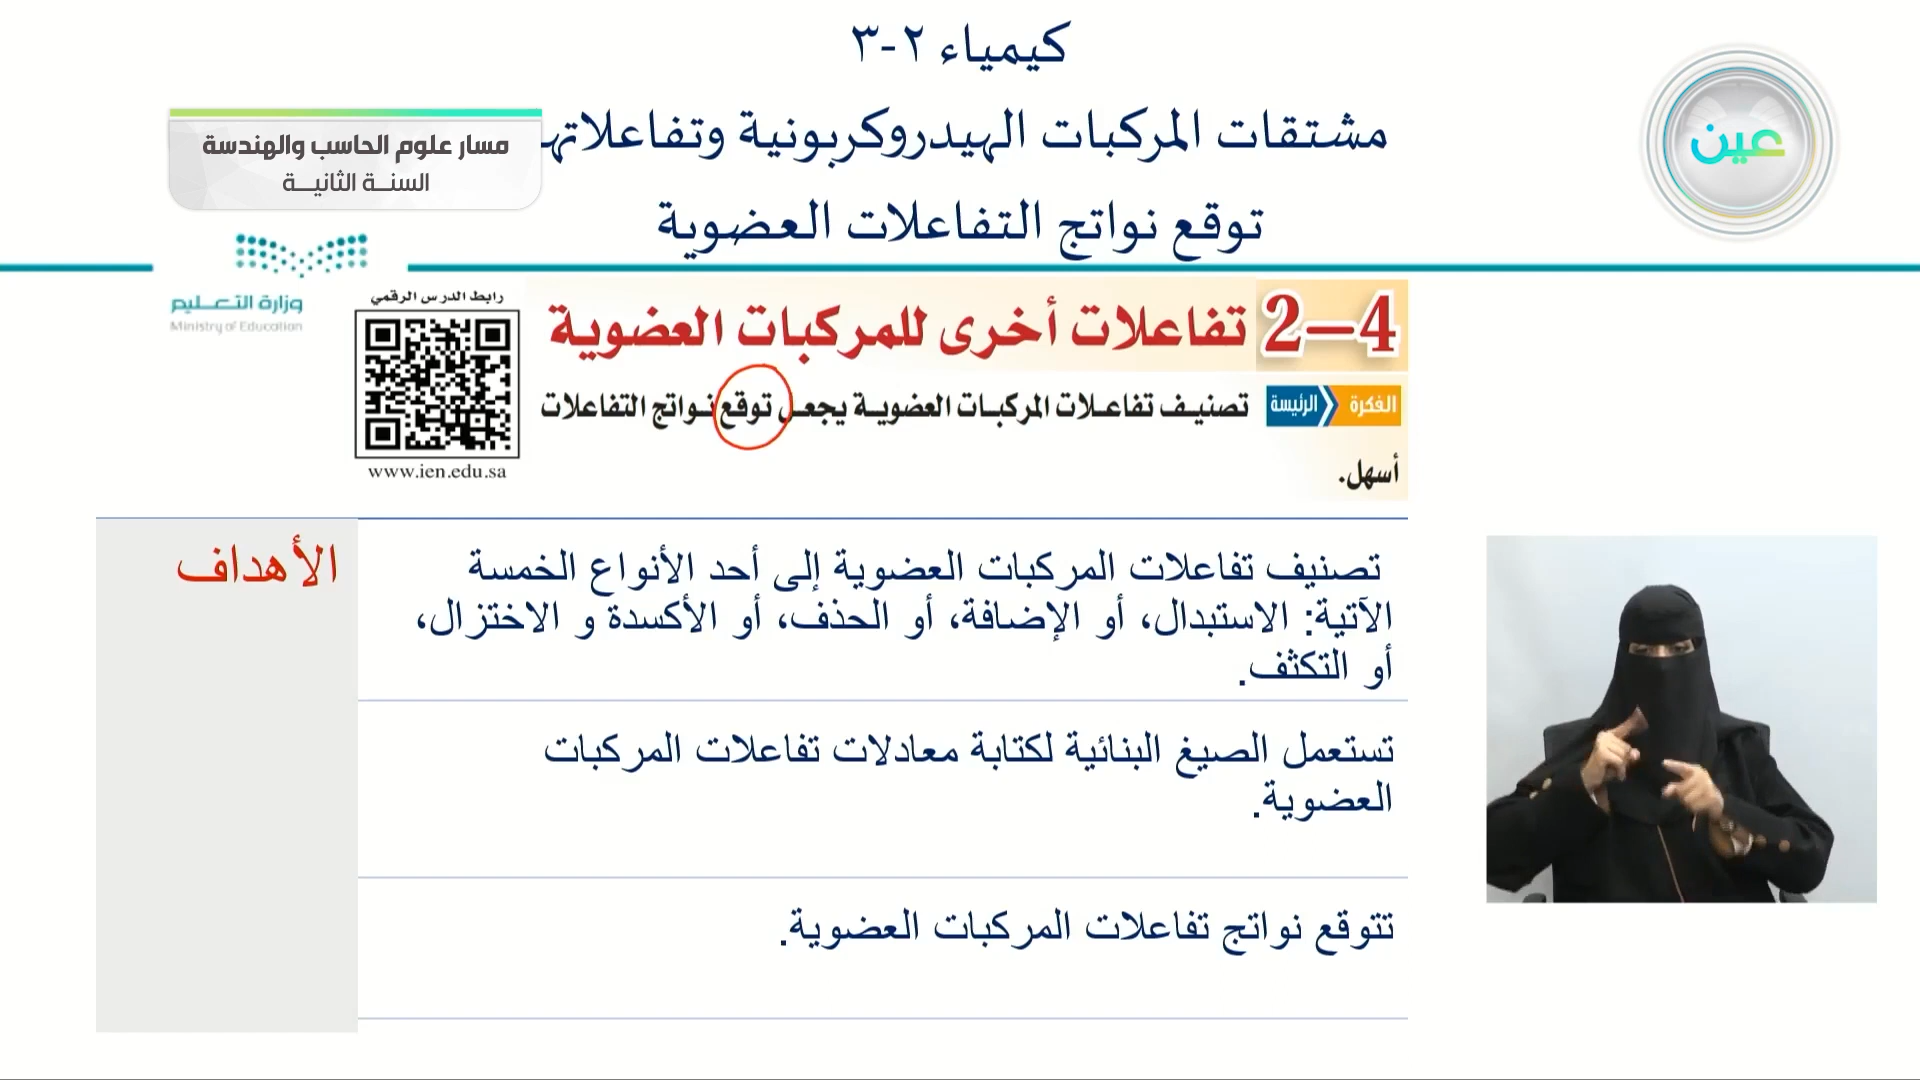 كيمياء ٢-٣
مشتقات المركبات الهيدروكربونية وتفاعلاتها
توقع نواتج التفاعلات العضوية
عين
مسار علوم الحاسب والهندسة
السنة الثانية
وزارة التعليم
Ministry of Education
رابط الدرس الرقمي
www.ien.edu.sa
2–4 تفاعلات أخرى للمركبات العضوية
الفكرة الرئيسة تصنيف تفاعلات المركبات العضوية يجعل توقع نواتج التفاعلات
أسهل.
الأهداف
تصنيف تفاعلات المركبات العضوية إلى أحد الأنواع الخمسة
الآتية: الاستبدال، أو الإضافة، أو الحذف، أو الأكسدة و الاختزال،
أو التكثف.
تستعمل الصيغ البنائية لكتابة معادلات تفاعلات المركبات
العضوية.
تتوقع نواتج تفاعلات المركبات العضوية.